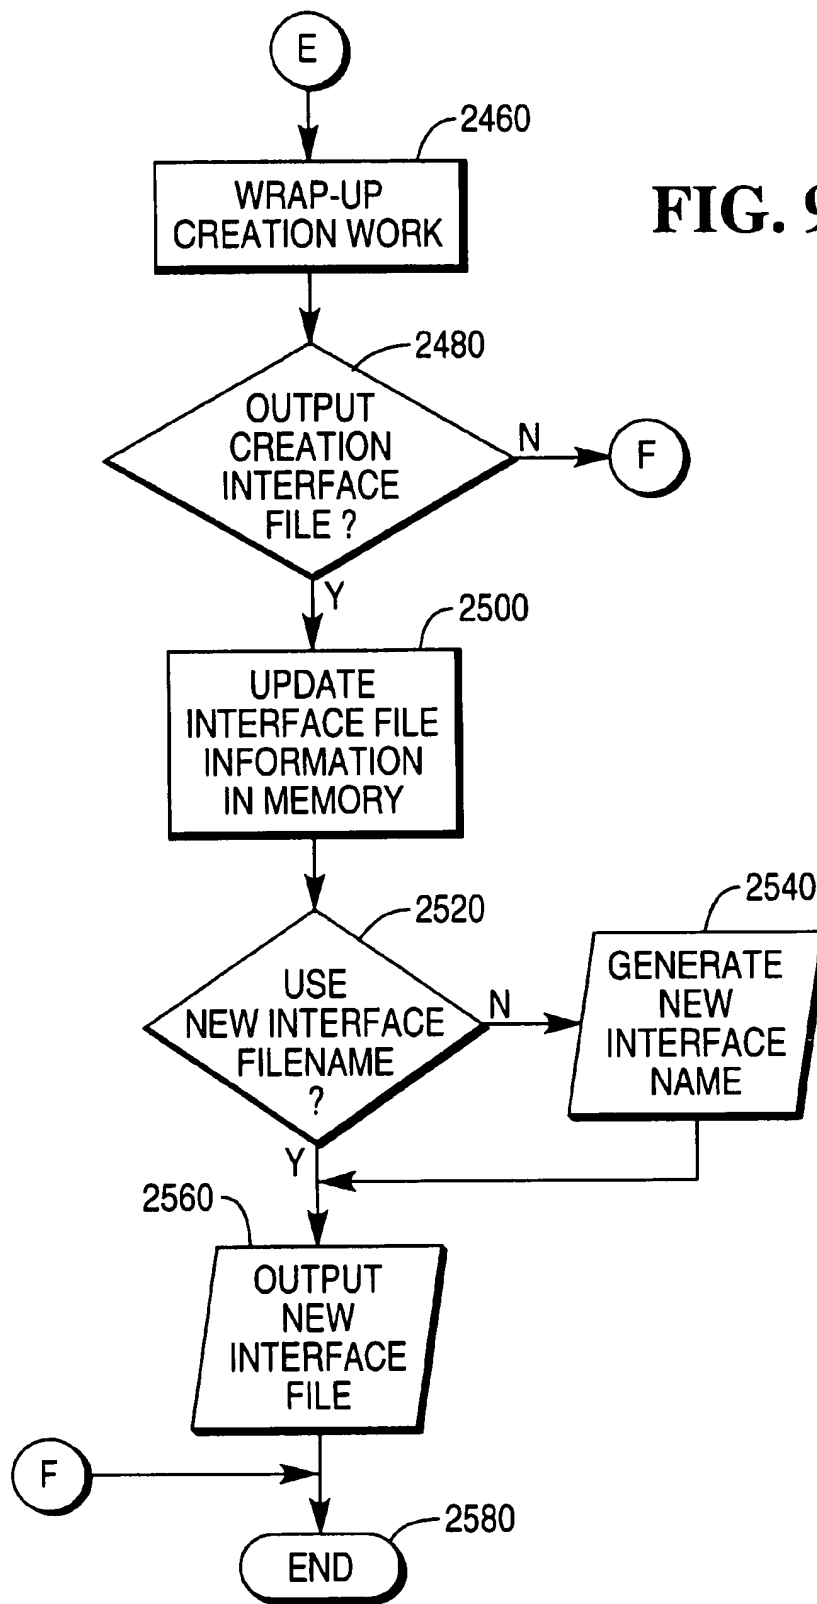 E
2460
WRAP-UP
CREATION WORK
FIG. 9
2480
OUTPUT
CREATION
INTERFACE
FILE ?
N
F
Y
2500
UPDATE
INTERFACE FILE
INFORMATION
IN MEMORY
2520
USE
NEW INTERFACE
FILENAME
?
N
2540
GENERATE
NEW
INTERFACE
NAME
Y
2560
OUTPUT
NEW
INTERFACE
FILE
F
2580
END